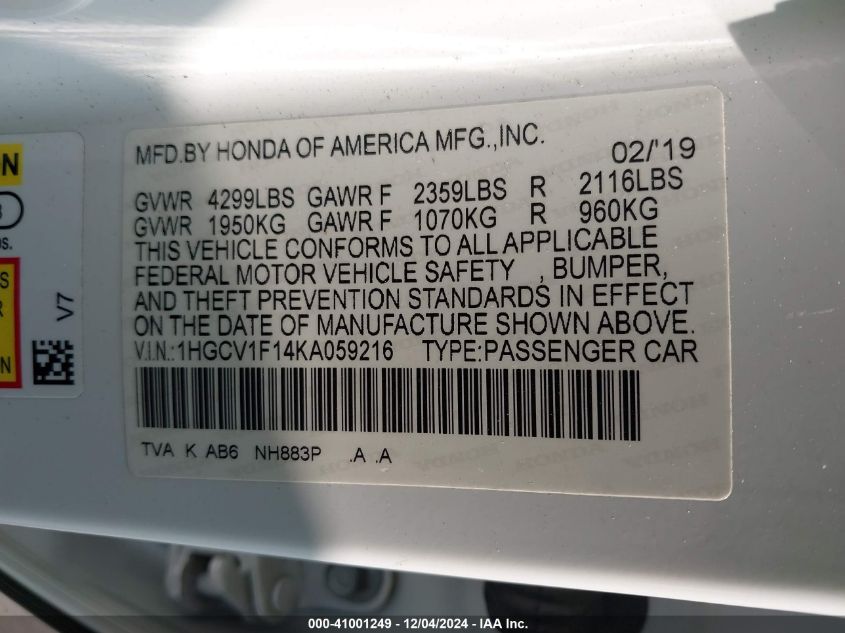 MFD.BY HONDA OF AMERICA MFG.,INC. 02/'19
GVWR 4299LBS GAWR F 2359LBS R 2116LBS
GVWR 1950KG GAWR F 1070KG R 960KG
THIS VEHICLE CONFORMS TO ALL APPLICABLE
FEDERAL MOTOR VEHICLE SAFETY , BUMPER,
AND THEFT PREVENTION STANDARDS IN EFFECT
ON THE DATE OF MANUFACTURE SHOWN ABOVE.
V.I.N.:1HGCV1F14KA059216 TYPE:PASSENGER CAR
TVA K AB6 NH883P .A .A
V7
000-41001249 - 12/04/2024 - IAA Inc.